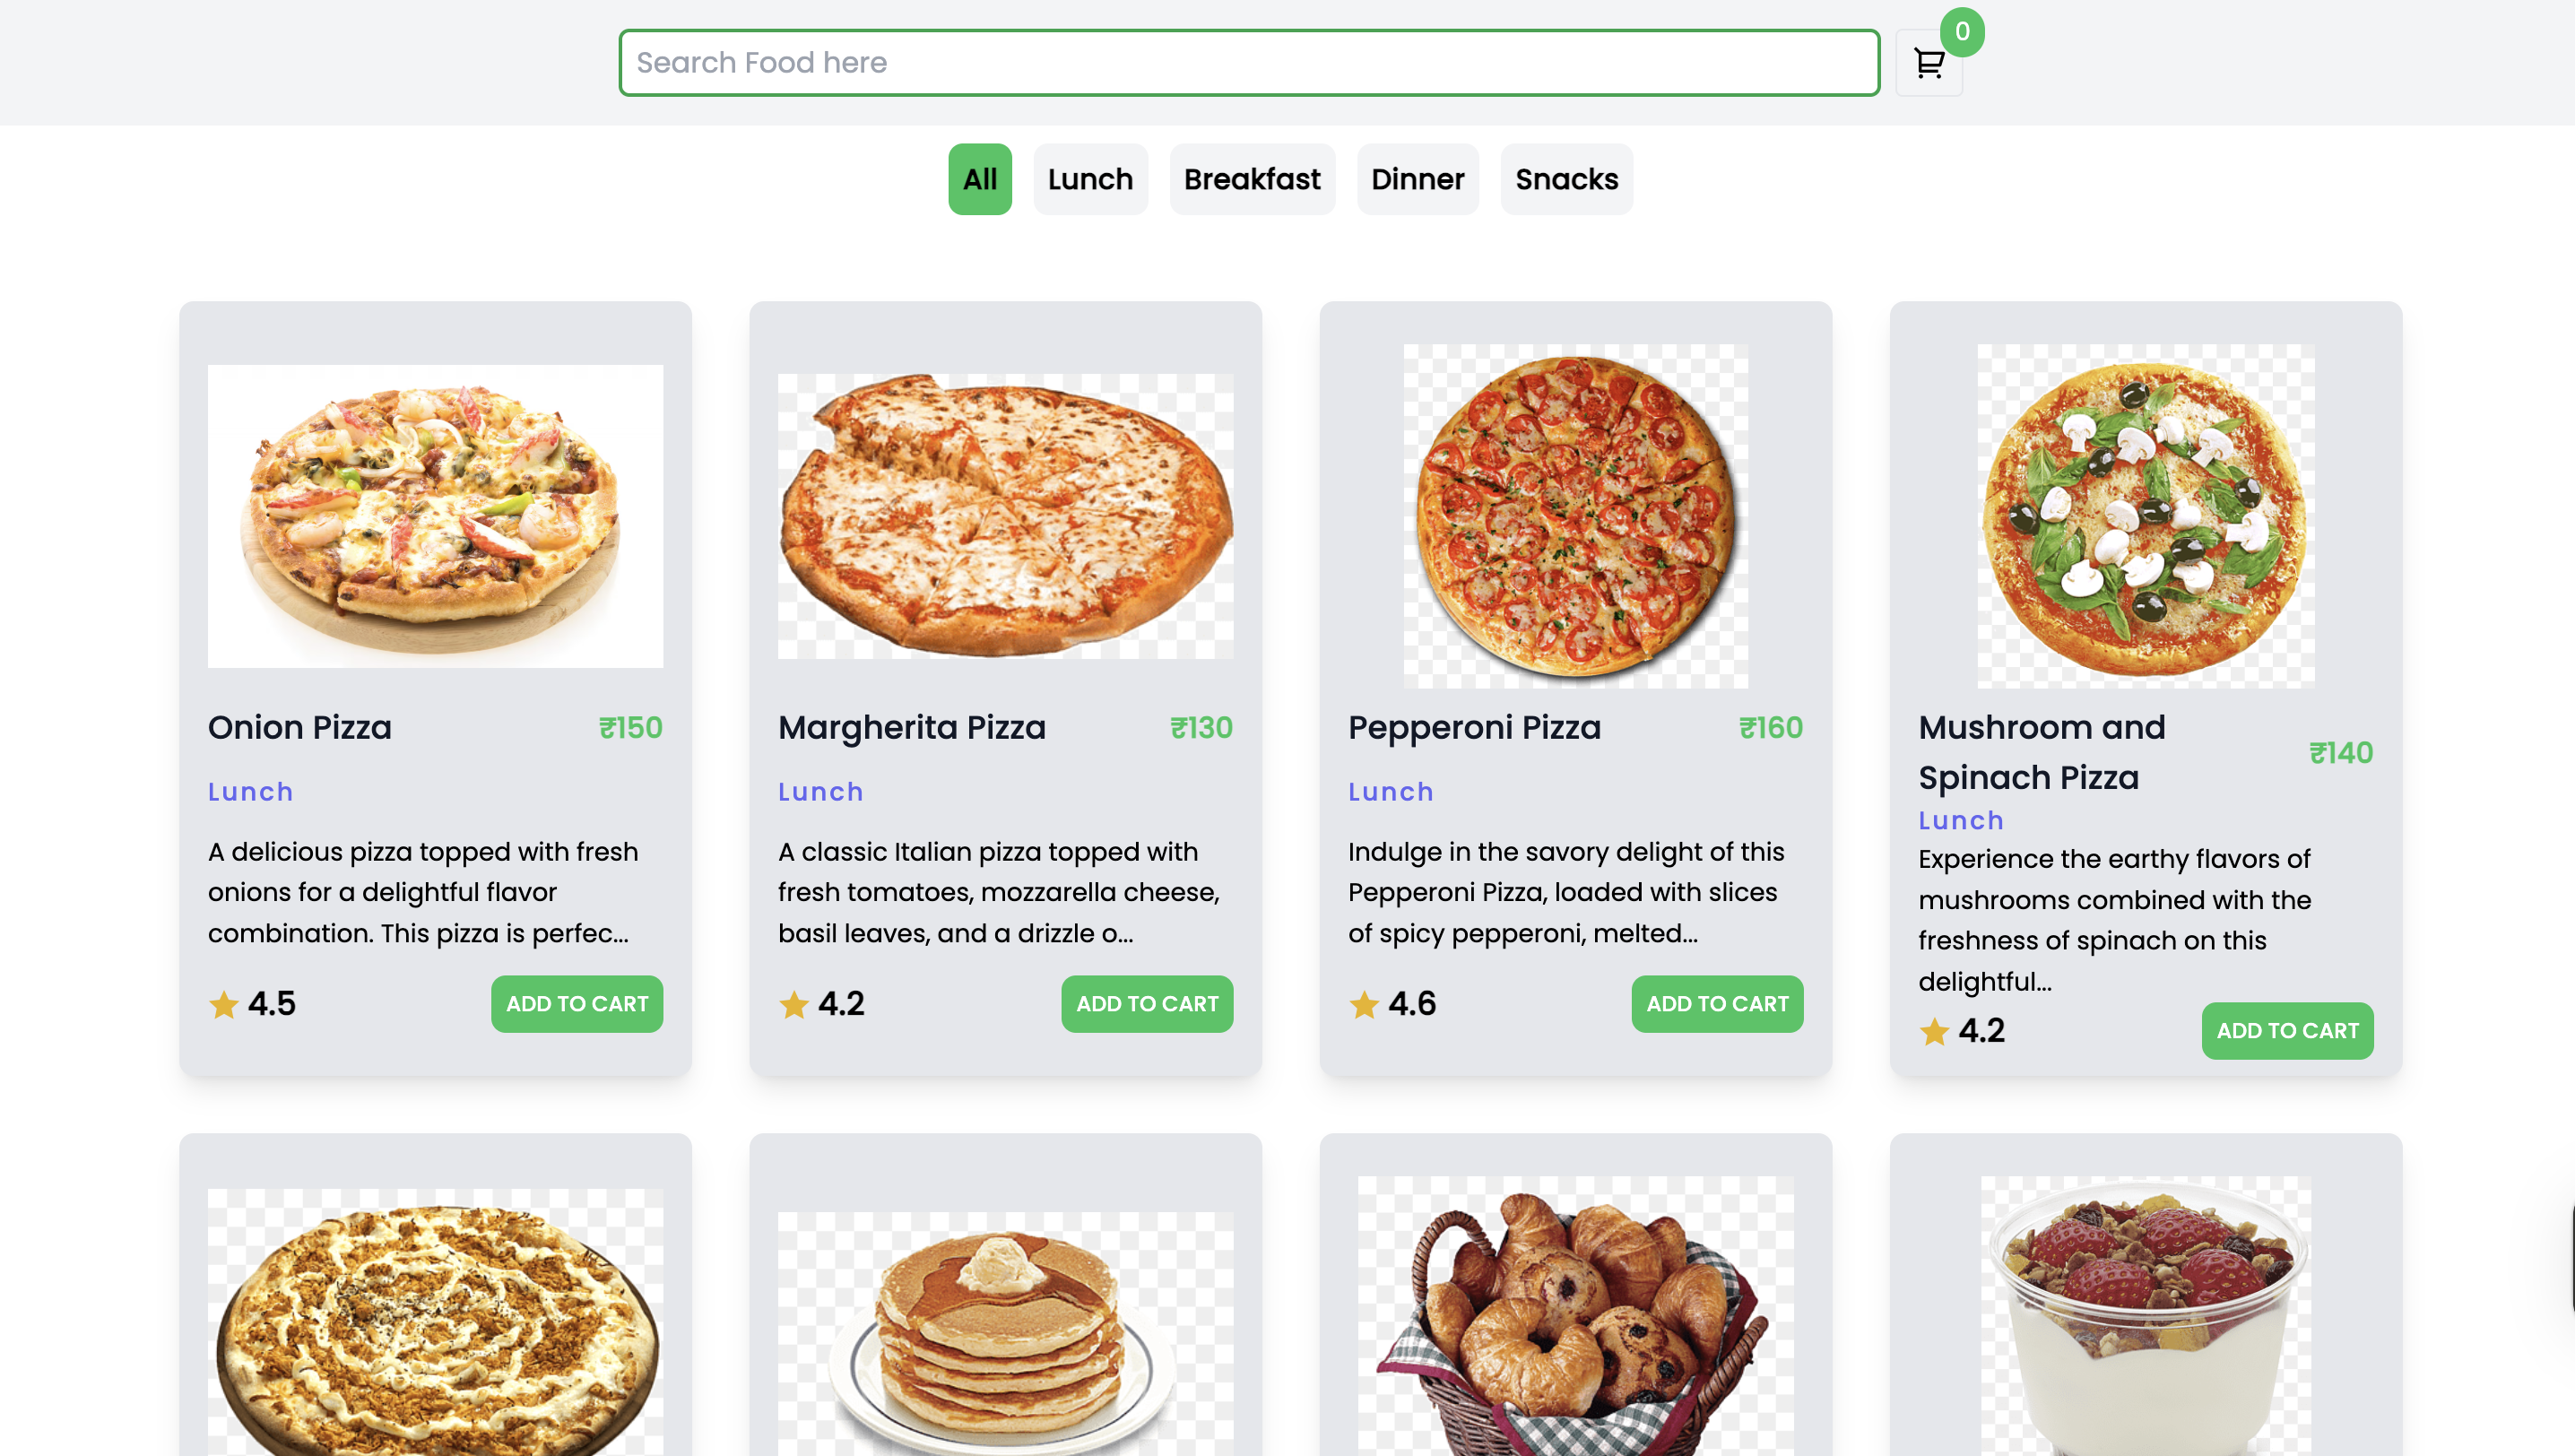 Search Food here
0
All
Lunch
Breakfast
Dinner
Snacks
Onion Pizza
₹150
Lunch
A delicious pizza topped with fresh
onions for a delightful flavor
combination. This pizza is perfec...
4.5
ADD TO CART
Margherita Pizza
₹130
Lunch
A classic Italian pizza topped with
fresh tomatoes, mozzarella cheese,
basil leaves, and a drizzle o...
4.2
ADD TO CART
Pepperoni Pizza
₹160
Lunch
Indulge in the savory delight of this
Pepperoni Pizza, loaded with slices
of spicy pepperoni, melted...
4.6
ADD TO CART
Mushroom and
Spinach Pizza
₹140
Lunch
Experience the earthy flavors of
mushrooms combined with the
freshness of spinach on this
delightful...
4.2
ADD TO CART